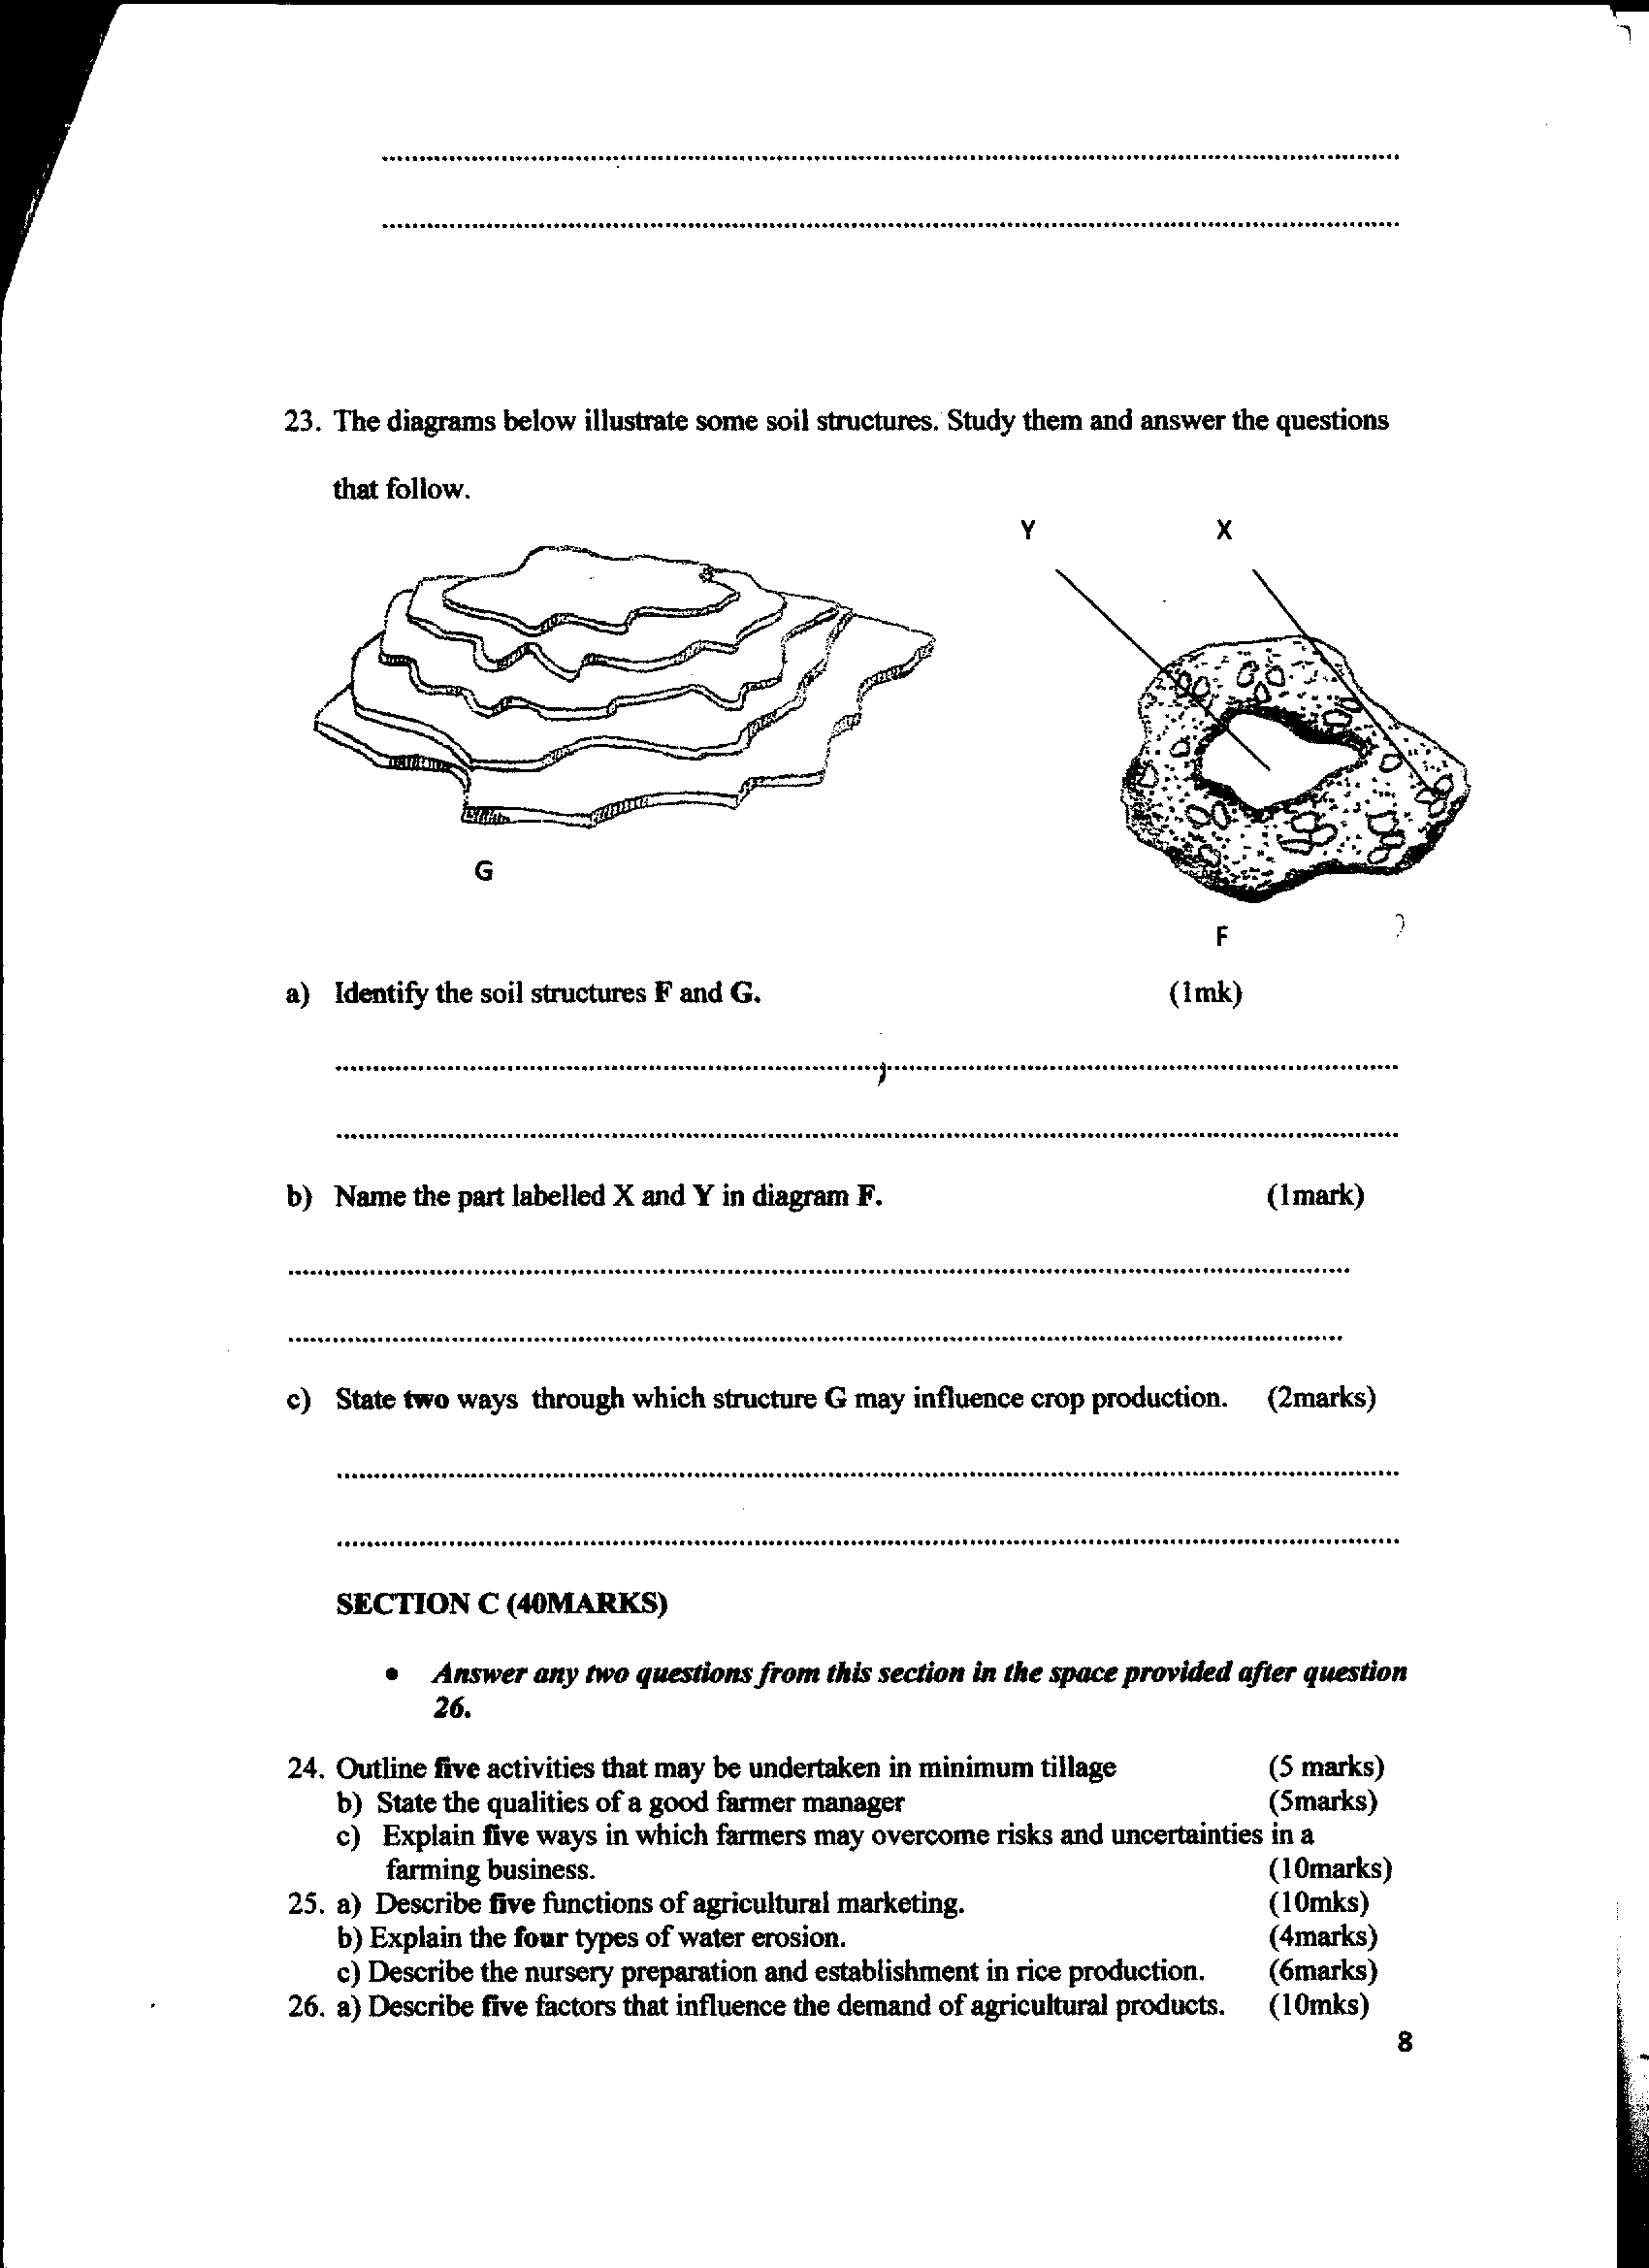 23. The diagrams below illustrate some soil structures. Study them and answer the questions
that follow.
Y X
G
F
a) Identify the soil structures F and G. (1mk)
b) Name the part labelled X and Y in diagram F. (1mark)
c) State two ways through which structure G may influence crop production. (2marks)
SECTION C (40MARKS)
• Answer any two questions from this section in the space provided after question
26.
24. Outline five activities that may be undertaken in minimum tillage (5 marks)
b) State the qualities of a good farmer manager (5marks)
c) Explain five ways in which farmers may overcome risks and uncertainties in a
farming business. (10marks)
25. a) Describe five functions of agricultural marketing. (10mks)
b) Explain the four types of water erosion. (4marks)
c) Describe the nursery preparation and establishment in rice production. (6marks)
26. a) Describe five factors that influence the demand of agricultural products. (10mks)
8